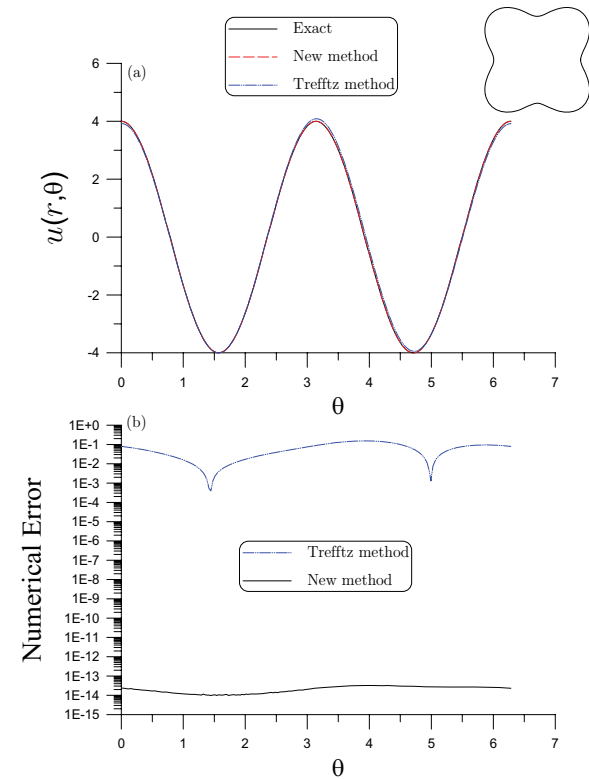 Exact
New method
Trefftz method
(a)
6
4
2
0
-2
-4
u(r,θ)
0 1 2 3 4 5 6 7
θ
(b)
1E+0
1E-1
1E-2
1E-3
1E-4
1E-5
1E-6
1E-7
1E-8
1E-9
1E-10
1E-11
1E-12
1E-13
1E-14
1E-15
Numerical Error
Trefftz method
New method
0 1 2 3 4 5 6 7
θ